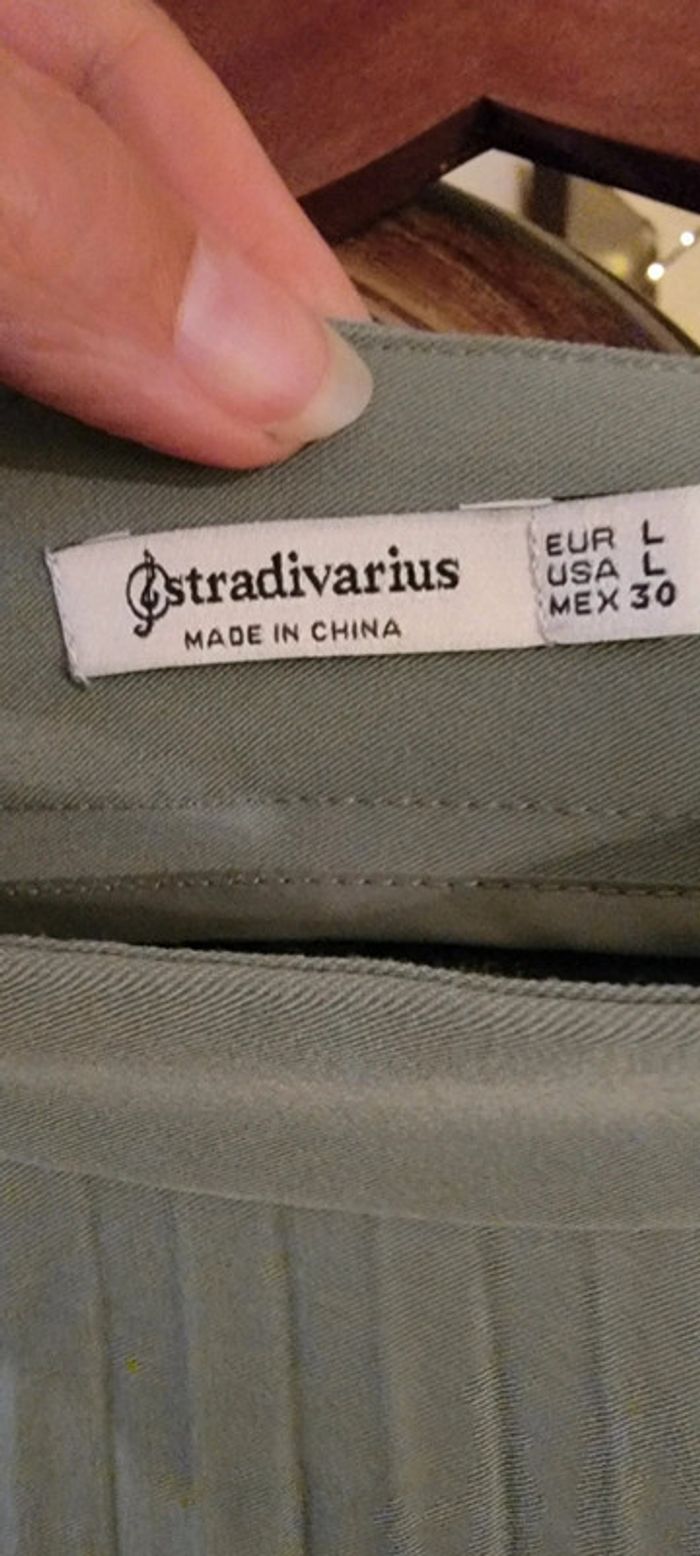 stradivarius
MADE IN CHINA
EUR L
USA L
MEX 30